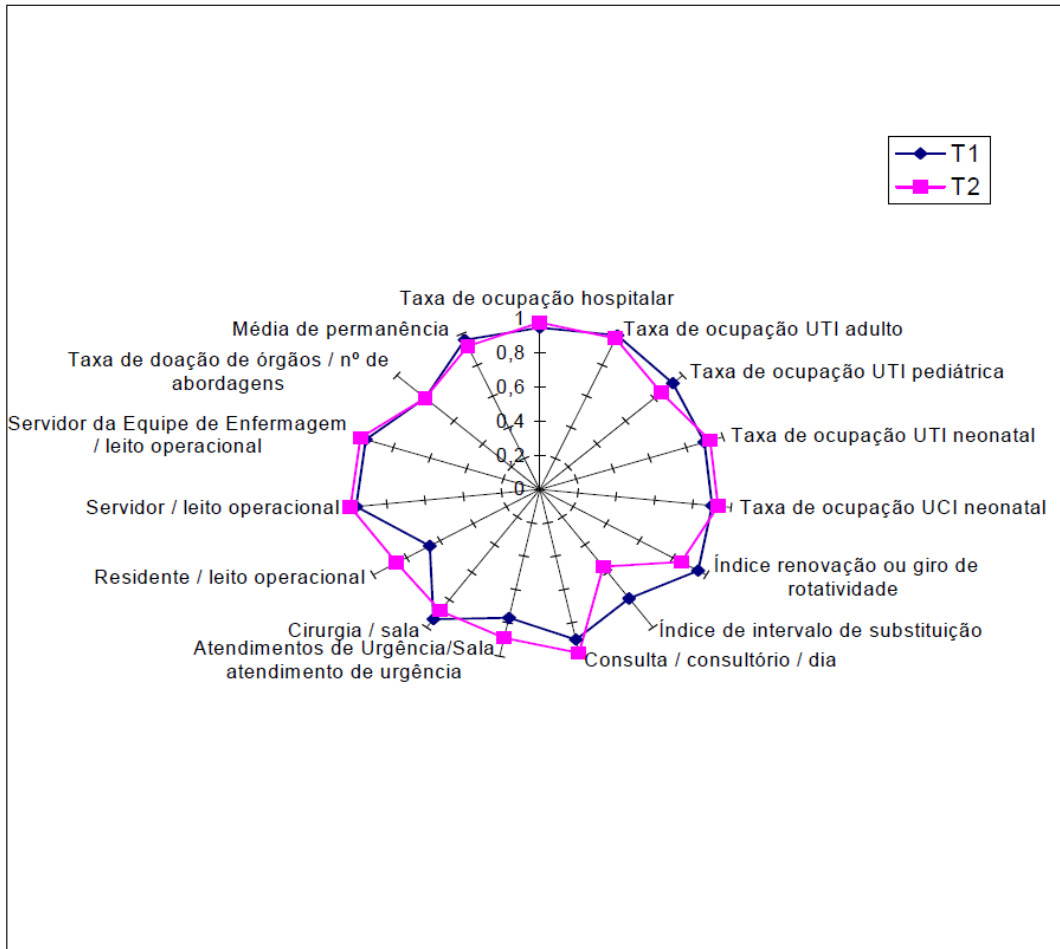 T1
T2
Taxa de ocupação hospitalar
Taxa de ocupação UTI adulto
Taxa de ocupação UTI pediátrica
Taxa de ocupação UTI neonatal
Taxa de ocupação UCI neonatal
Índice renovação ou giro de
rotatividade
Índice de intervalo de substituição
Consulta / consultório / dia
Atendimentos de Urgência/Sala
atendimento de urgência
Cirurgia / sala
Residente / leito operacional
Servidor / leito operacional
Servidor da Equipe de Enfermagem
/ leito operacional
Taxa de doação de órgãos / nº de
abordagens
Média de permanência
1
0,8
0,6
0,4
0,2
0